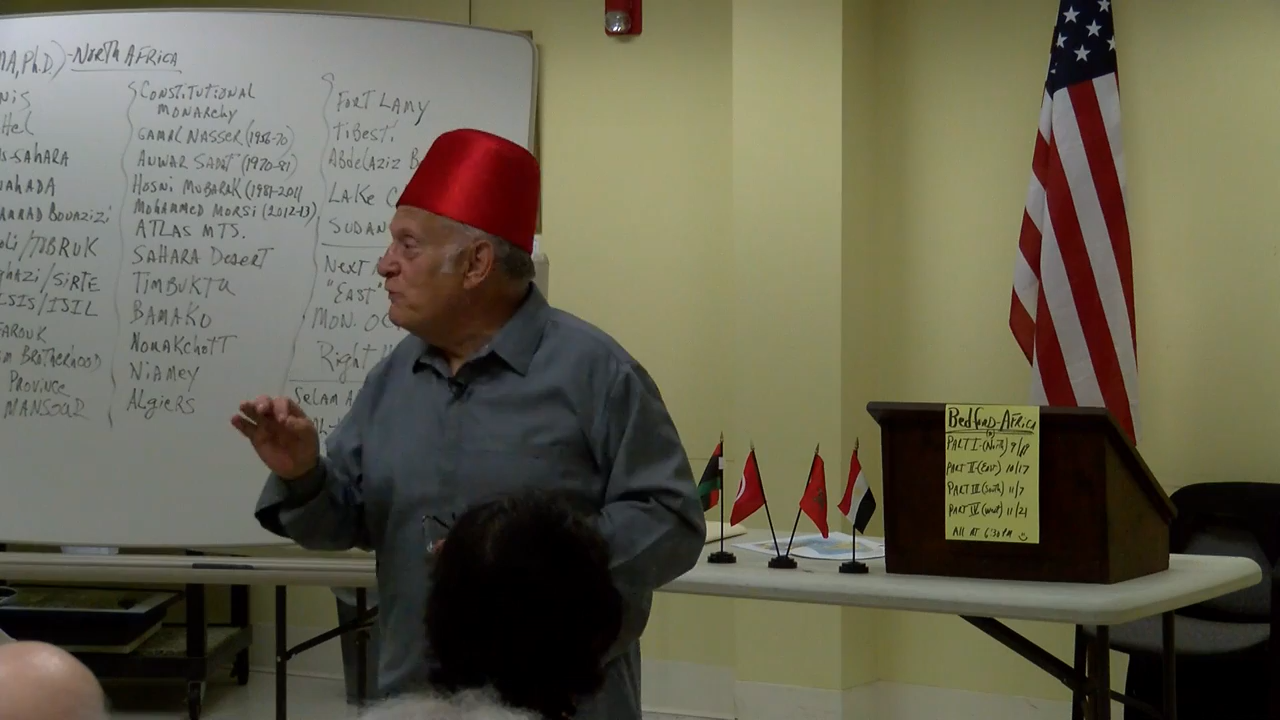 MA, Ph.D.) - NORTH AFRICA
NIS
HEL
S-SAHARA
AHADA
AMMAD BOUAZIZI
OLI / TOBRUK
GHAZI / SIRTE
ISIS / ISIL
FAROUK
M BROTHERHOOD
PROVINCE
MANSOUR
CONSTITUTIONAL
MONARCHY
GAMAL NASSER (1956-70)
ANWAR SADAT (1970-81)
HOSNI MUBARAK (1981-2011
MOHAMMED MORSI (2012-13)
ATLAS MTS.
SAHARA DESERT
TIMBUKTU
BAMAKO
NOUAKCHOTT
NIAMEY
ALGIERS
FORT LAMY
TIBESTI
ABDELAZIZ B
LAKE C
SUDAN
NEXT
"EAST"
MON. OC
Right
SELAM A
Bedford-AFRICA
PART I-(North) 9/
PART II-(East) 10/17
PART III (South) 11/7
PART IV (West) 11/21
All AT 6:30 PM